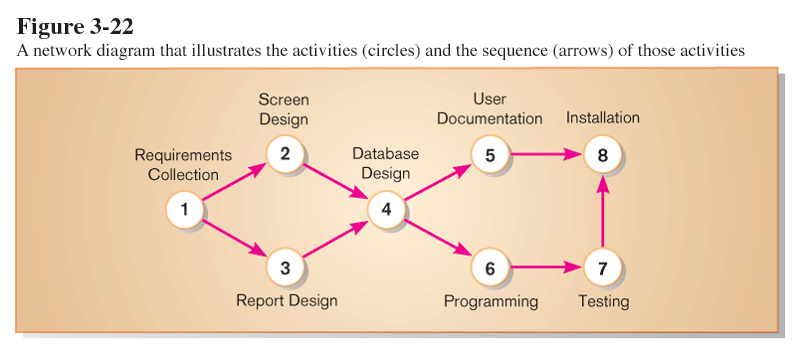 Figure 3-22
A network diagram that illustrates the activities (circles) and the sequence (arrows) of those activities
Screen
Design
2
User
Documentation
5
Installation
8
Requirements
Collection
1
Database
Design
4
3
Report Design
6
Programming
7
Testing